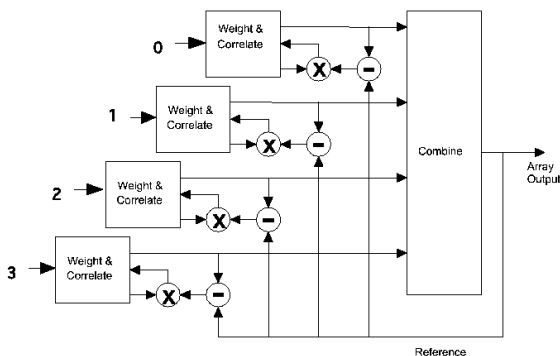 0
Weight &
Correlate
X
-
1
Weight &
Correlate
X
-
Combine
Array
Output
2
Weight &
Correlate
X
-
3
Weight &
Correlate
X
-
Reference